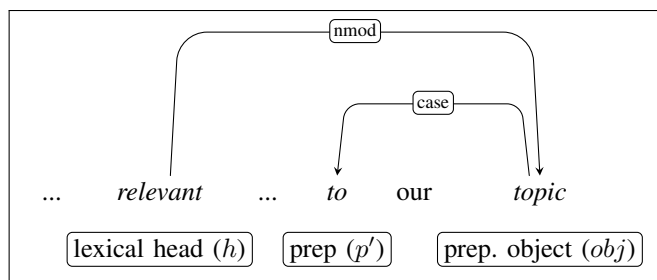 nmod
case
... relevant ... to our topic
lexical head (h) prep (p′) prep. object (obj)